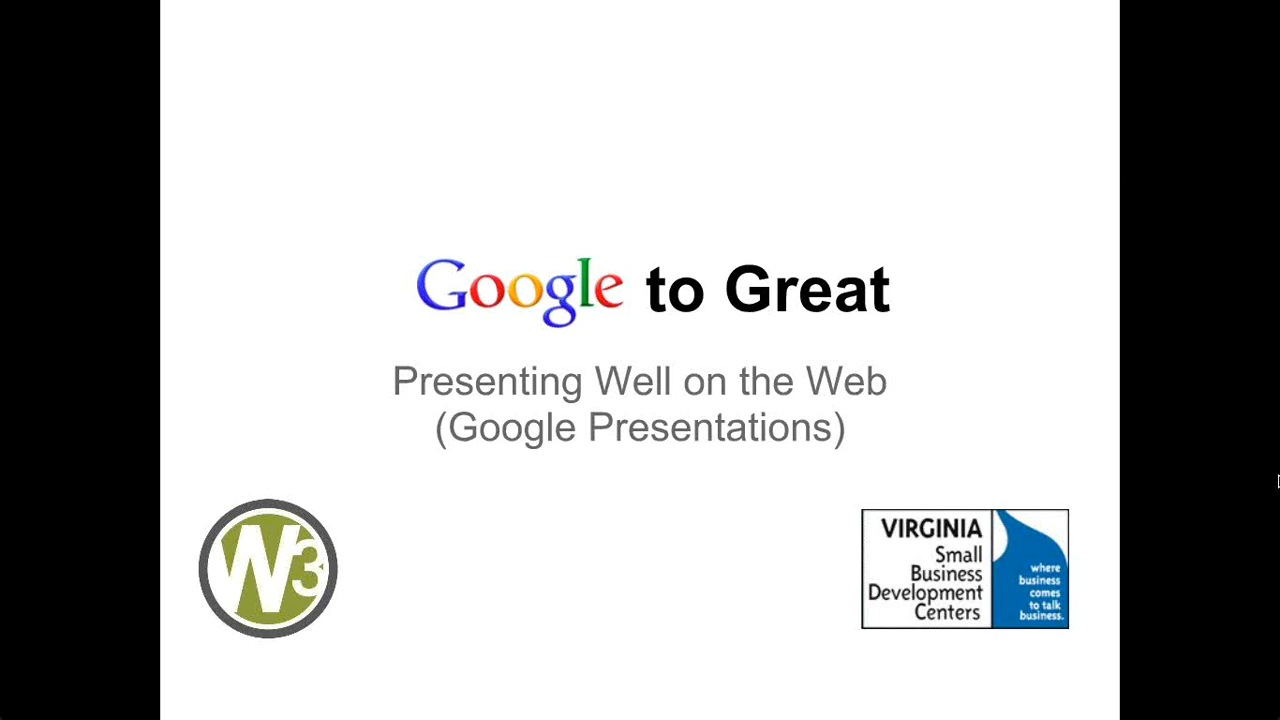 Google to Great
Presenting Well on the Web
(Google Presentations)
W3
VIRGINIA
Small
Business
Development
Centers
where
business
comes
to talk
business.